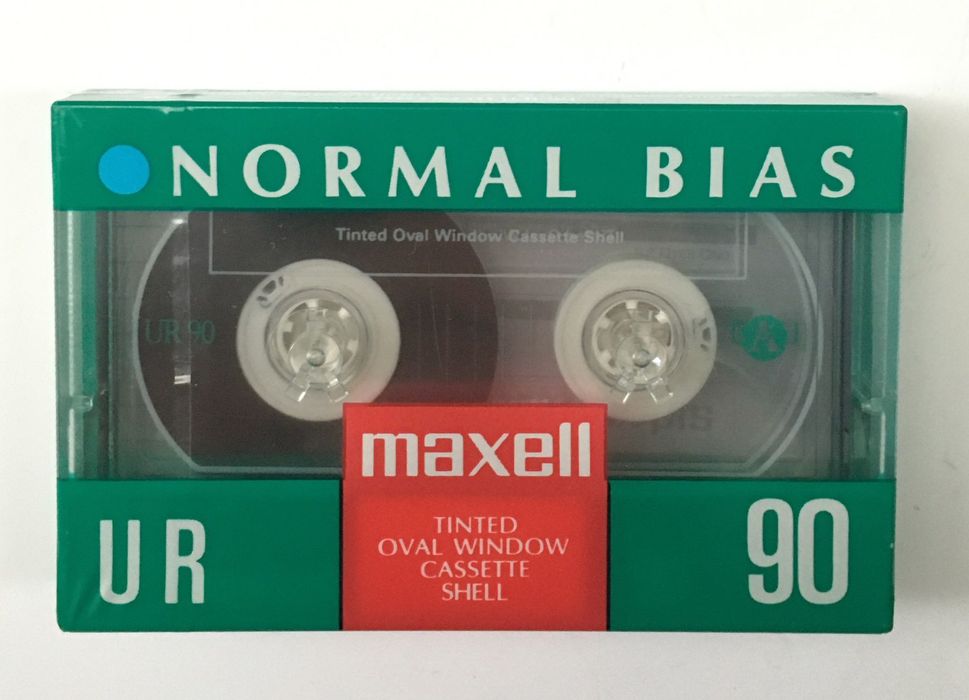 NORMAL BIAS
Tinted Oval Window Cassette Shell
UR 90
A
maxell
TINTED
OVAL WINDOW
CASSETTE
SHELL
UR
90